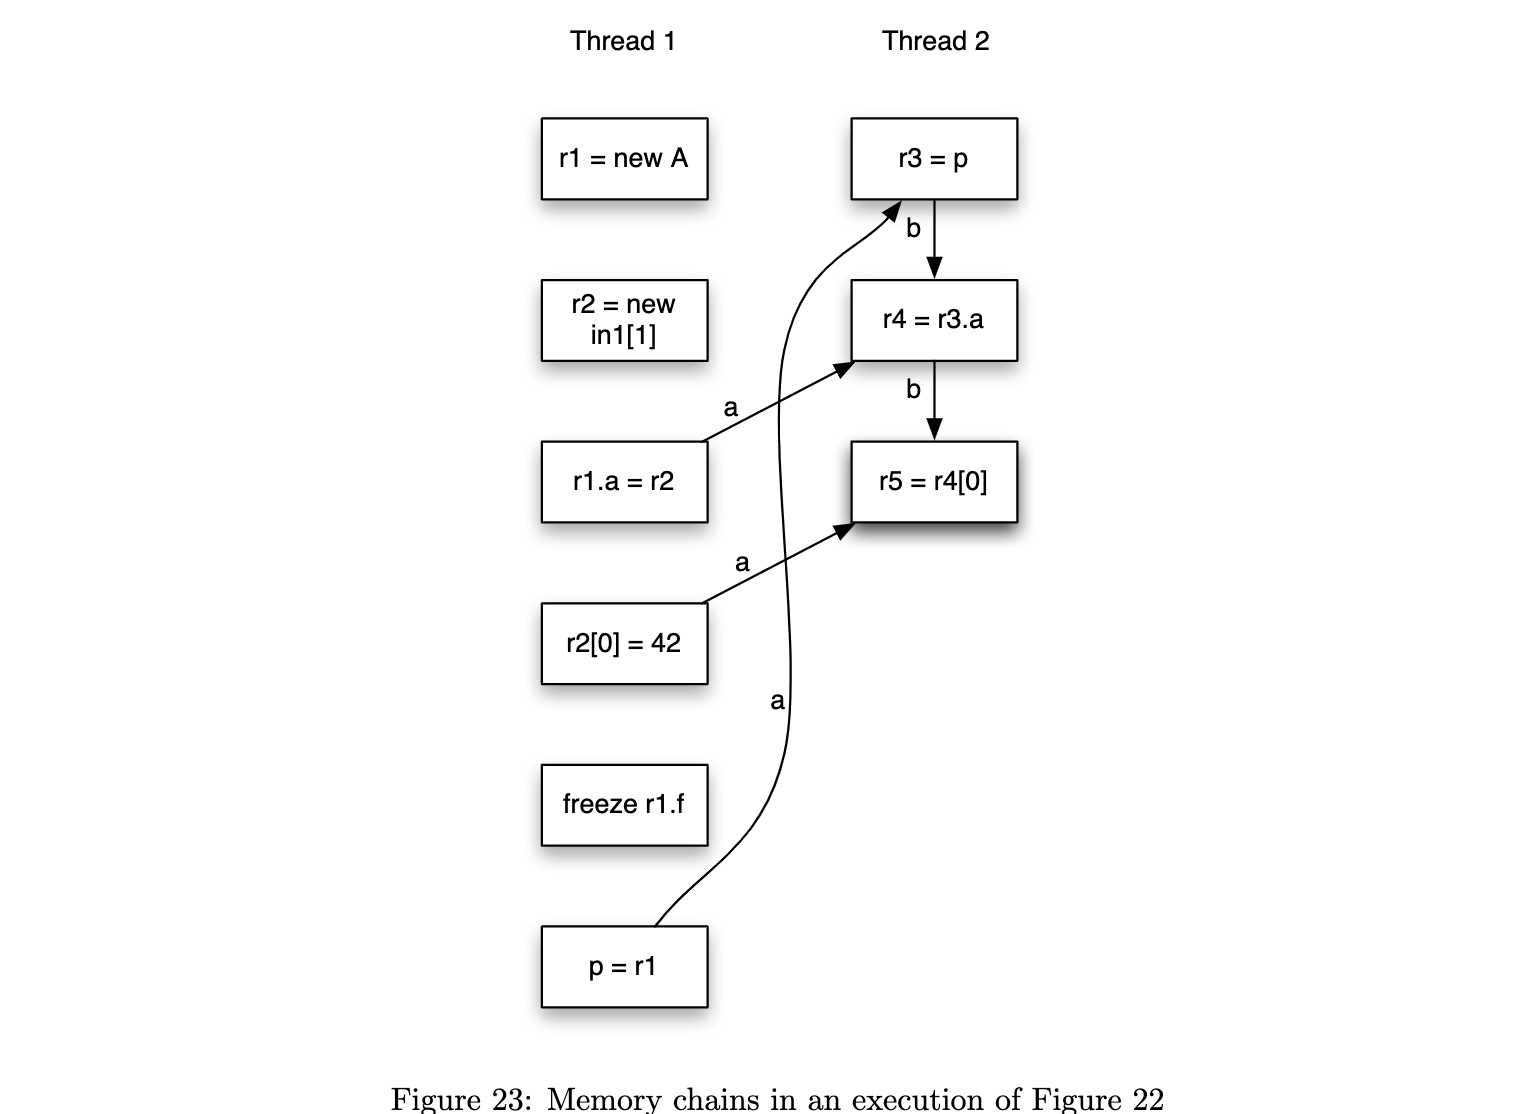 Thread 1
Thread 2
r1 = new A
r3 = p
b
r2 = new
in1[1]
r4 = r3.a
b
a
r1.a = r2
r5 = r4[0]
a
r2[0] = 42
a
freeze r1.f
p = r1
Figure 23: Memory chains in an execution of Figure 22